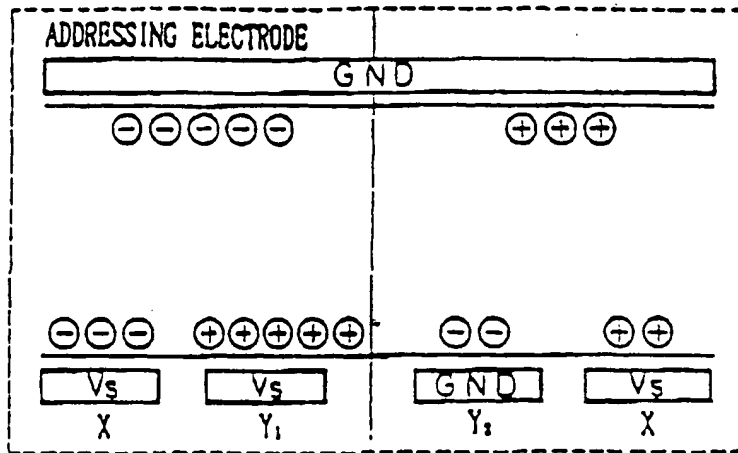 ADDRESSING ELECTRODE
GND
⊖⊖⊖⊖⊖ ⊕⊕⊕
⊖⊖⊖ ⊕⊕⊕⊕⊕ ⊖⊖ ⊕⊕
Vs Vs GND Vs
X Y₁ Y₂ X